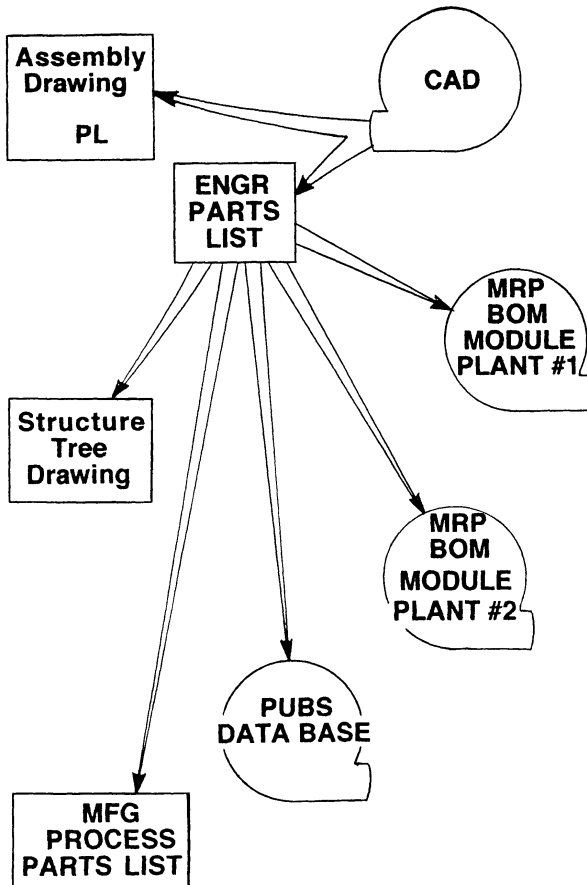 Assembly
Drawing
PL
CAD
ENGR
PARTS
LIST
MRP
BOM
MODULE
PLANT #1
Structure
Tree
Drawing
MRP
BOM
MODULE
PLANT #2
PUBS
DATA BASE
MFG
PROCESS
PARTS LIST